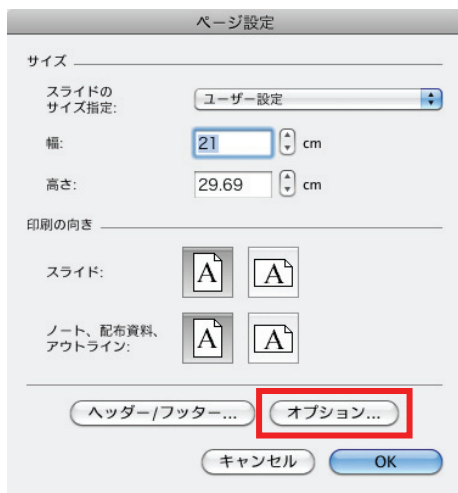 ページ設定
サイズ
スライドの
サイズ指定:
ユーザー設定
幅:
21
cm
高さ:
29.69
cm
印刷の向き
スライド:
A
A
ノート、配布資料、
アウトライン:
A
A
ヘッダー/フッター...
オプション...
キャンセル
OK